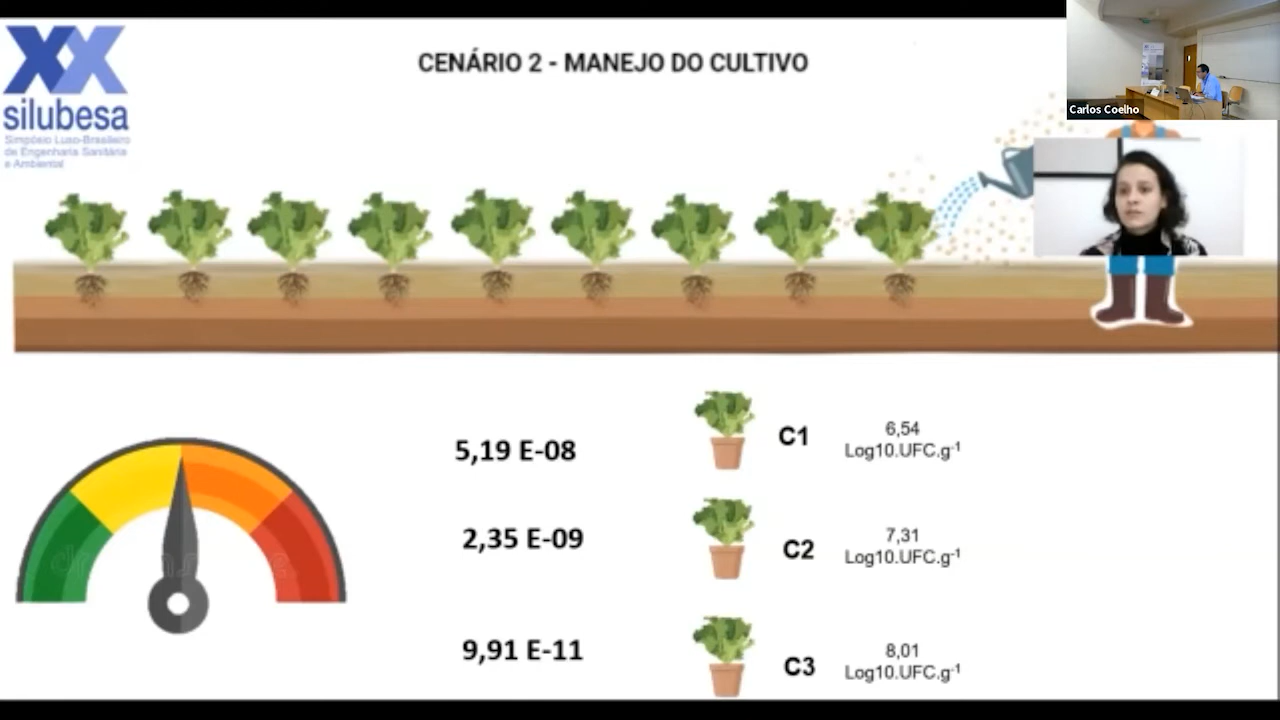 XX
silubesa
Simpósio Luso-Brasileiro
de Engenharia Sanitária
e Ambiental
CENÁRIO 2 - MANEJO DO CULTIVO
Carlos Coelho
5,19 E-08
C1
6,54
Log10.UFC.g⁻¹
2,35 E-09
C2
7,31
Log10.UFC.g⁻¹
9,91 E-11
C3
8,01
Log10.UFC.g⁻¹